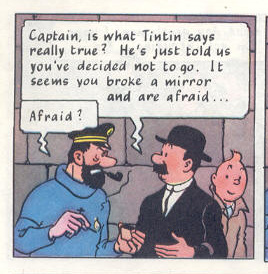 Captain, is what Tintin says
really true? He's just told us
you've decided not to go. It
seems you broke a mirror
and are afraid...
Afraid?